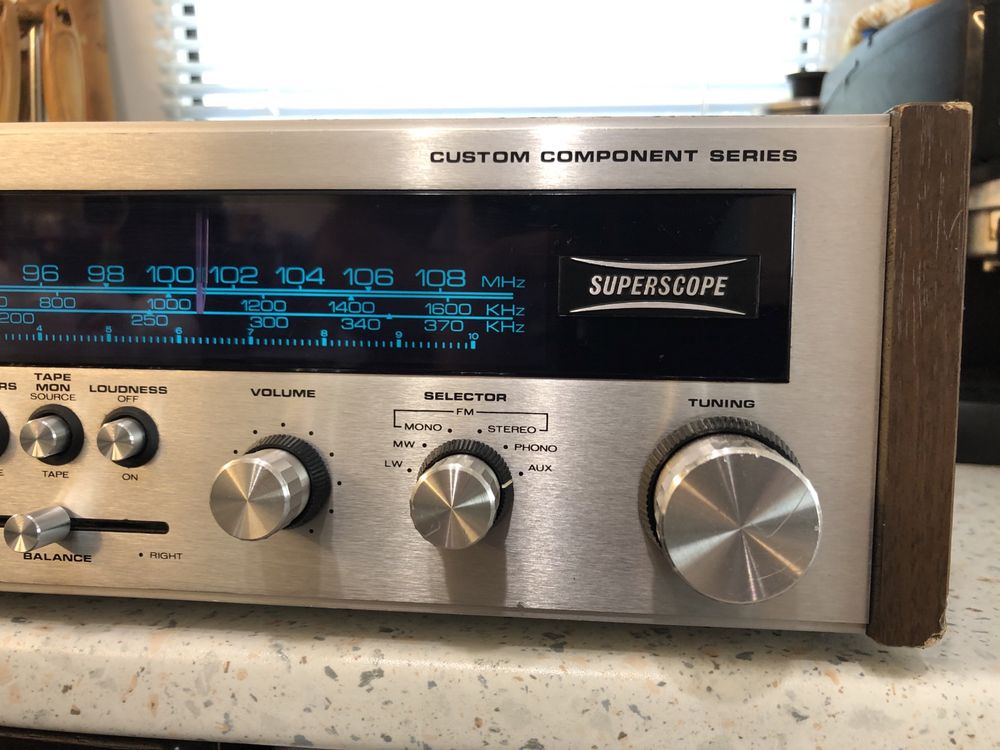 CUSTOM COMPONENT SERIES
96 98 100 102 104 106 108 MHz
800 1000 1200 1400 1600 KHz
200 250 300 340 370 KHz
4 5 6 7 8 9 10
SUPERSCOPE
TAPE
MON
SOURCE
TAPE
LOUDNESS
OFF
ON
VOLUME
SELECTOR
FM
MONO STEREO
MW PHONO
LW AUX
TUNING
BALANCE
RIGHT